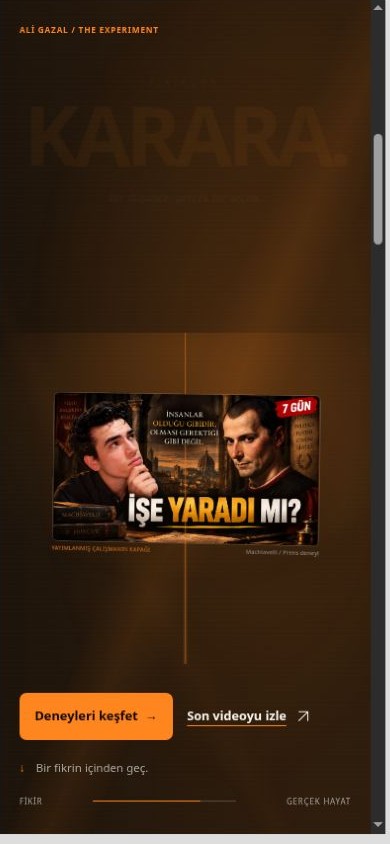 ALİ GAZAL / THE EXPERIMENT
KARARA.
7 GÜN
İNSANLAR
OLDUĞU GİBİDİR,
OLMASI GEREKTİĞİ
GİBİ DEĞİL.
MACHIAVELLI
İŞE YARADI MI?
YAYIMLANMIŞ ÇALIŞMANIN KAPAĞI
Machiavelli / Prens deneyi
Deneyleri keşfet →
Son videoyu izle ↗
↓ Bir fikrin içinden geç.
FİKİR
GERÇEK HAYAT